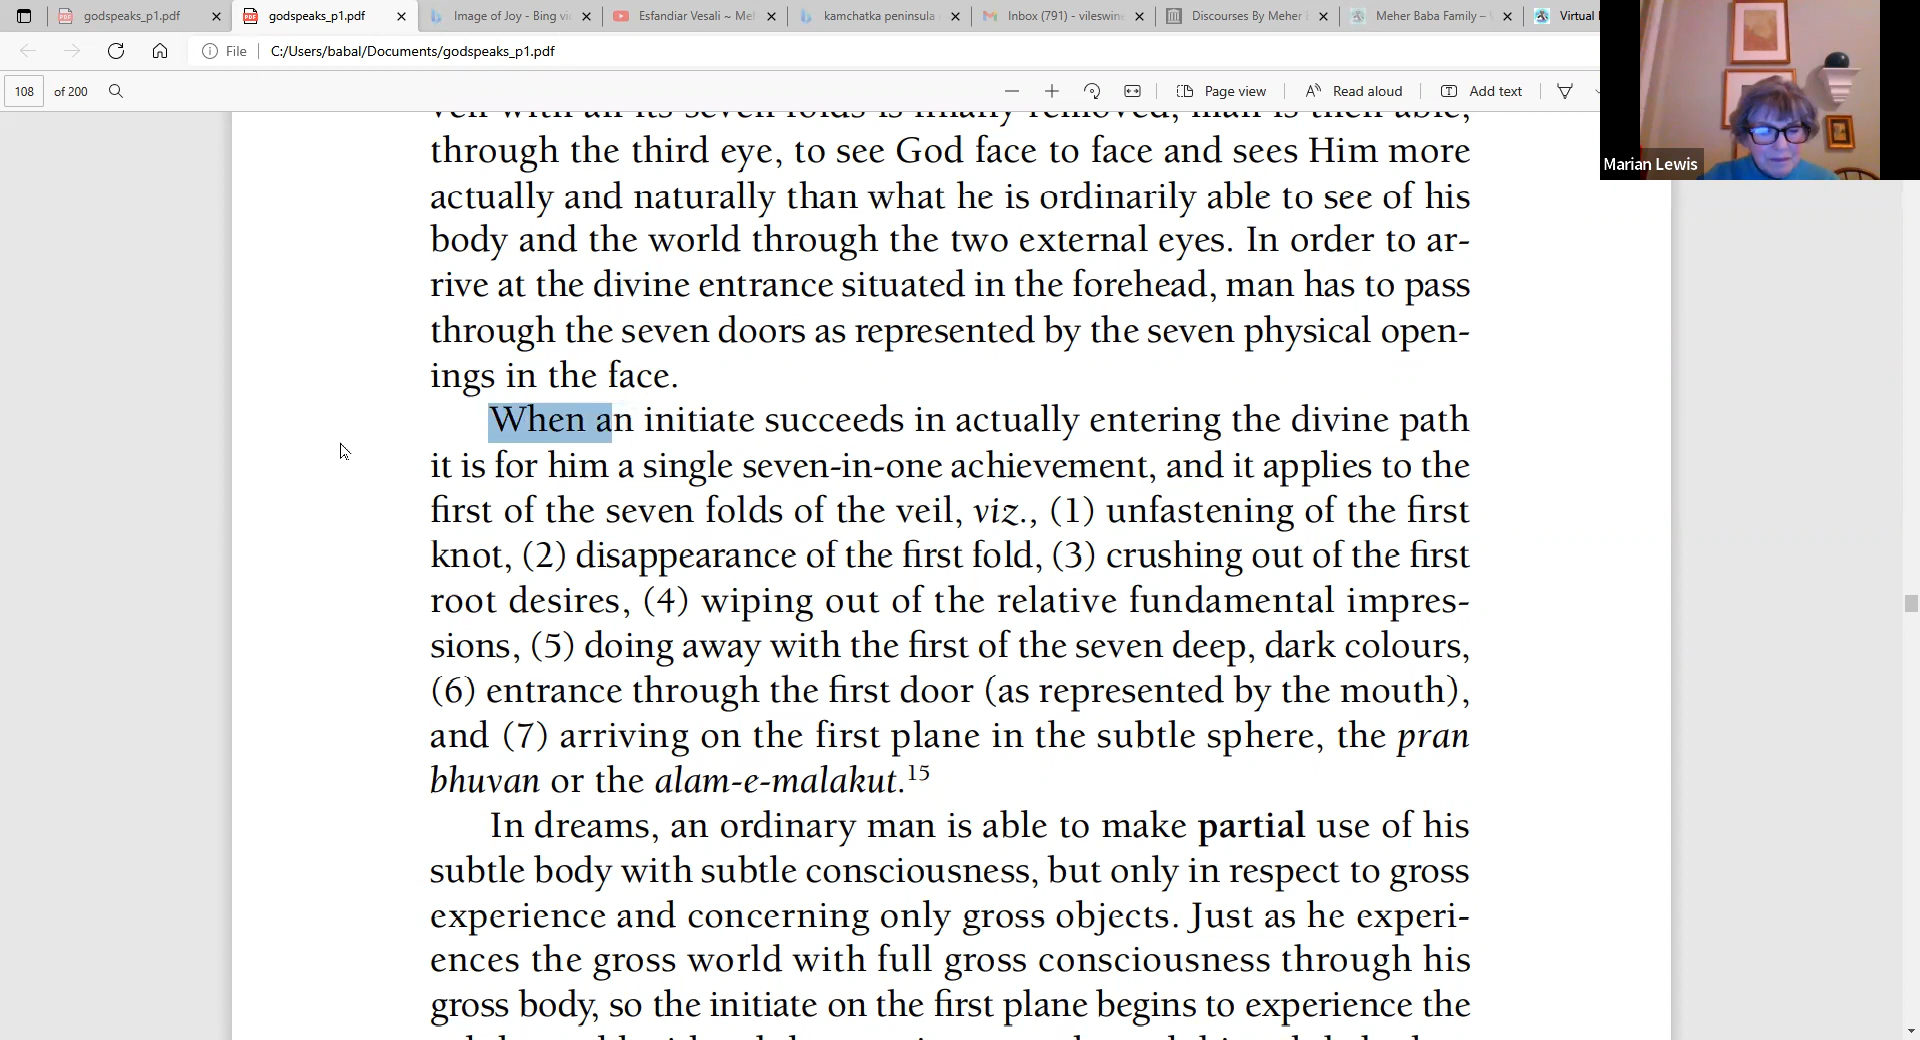 godspeaks_p1.pdf
godspeaks_p1.pdf
Image of Joy - Bing vi
Esfandiar Vesali ~ Me
kamchatka peninsula
Inbox (791) - vileswin
Discourses By Meher
Meher Baba Family –
Virtual
File
C:/Users/babal/Documents/godspeaks_p1.pdf
108 of 200
Page view
Read aloud
Add text
Marian Lewis
veil with all its seven folds is finally removed, man is then able,
through the third eye, to see God face to face and sees Him more
actually and naturally than what he is ordinarily able to see of his
body and the world through the two external eyes. In order to ar-
rive at the divine entrance situated in the forehead, man has to pass
through the seven doors as represented by the seven physical open-
ings in the face.
When an initiate succeeds in actually entering the divine path
it is for him a single seven-in-one achievement, and it applies to the
first of the seven folds of the veil, viz., (1) unfastening of the first
knot, (2) disappearance of the first fold, (3) crushing out of the first
root desires, (4) wiping out of the relative fundamental impres-
sions, (5) doing away with the first of the seven deep, dark colours,
(6) entrance through the first door (as represented by the mouth),
and (7) arriving on the first plane in the subtle sphere, the pran
bhuvan or the alam-e-malakut.15
In dreams, an ordinary man is able to make partial use of his
subtle body with subtle consciousness, but only in respect to gross
experience and concerning only gross objects. Just as he experi-
ences the gross world with full gross consciousness through his
gross body, so the initiate on the first plane begins to experience the